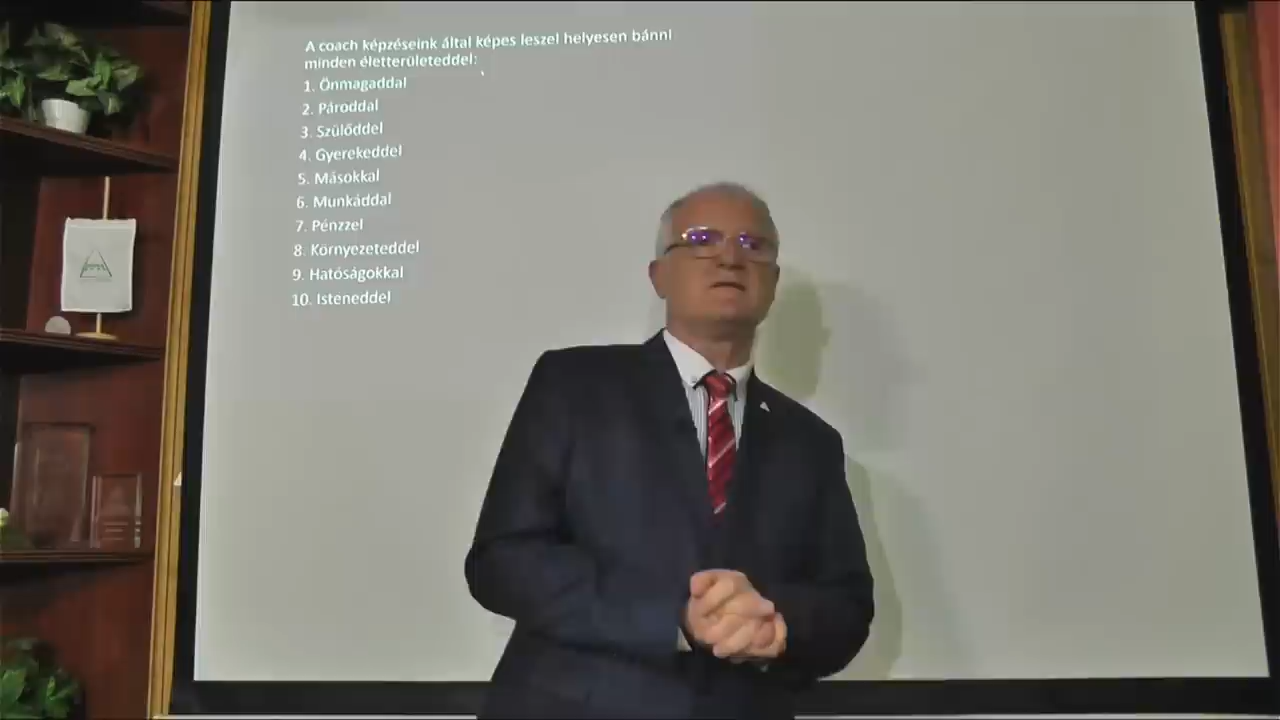 A coach képzéseink által képes leszel helyesen bánni
minden életterületeddel:
1. Önmagaddal
2. Pároddal
3. Szülőddel
4. Gyerekeddel
5. Másokkal
6. Munkáddal
7. Pénzzel
8. Környezeteddel
9. Hatóságokkal
10. Isteneddel